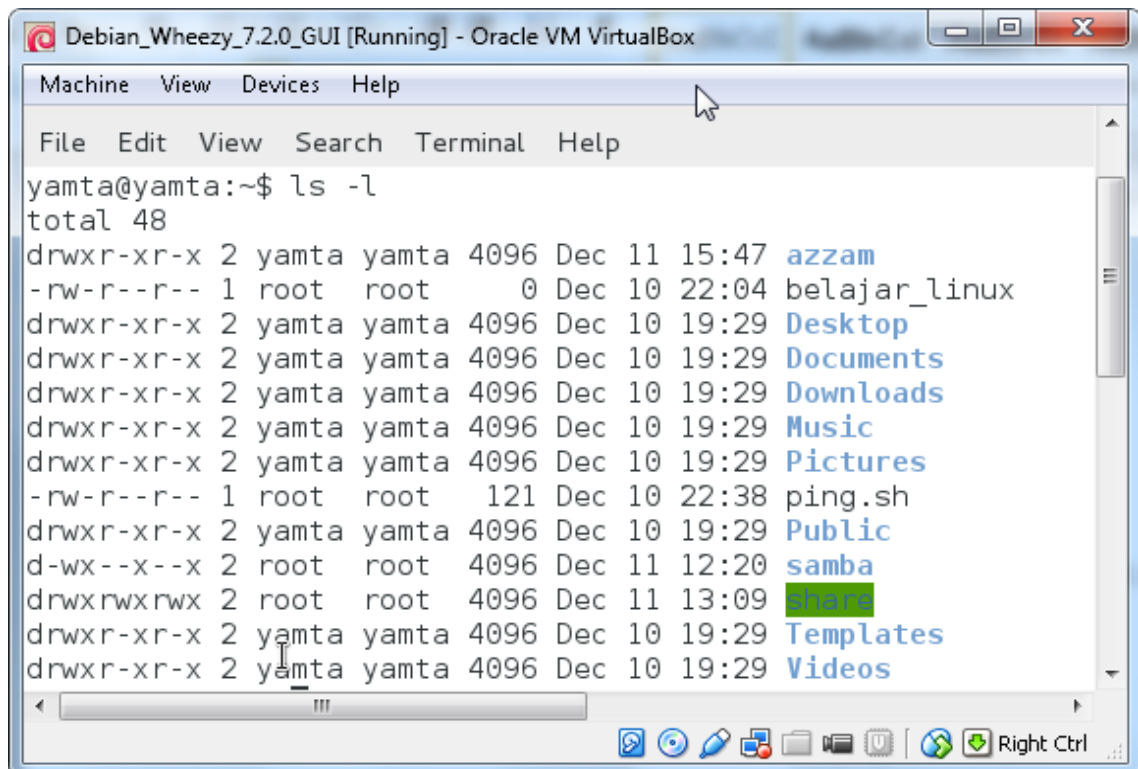 Debian_Wheezy_7.2.0_GUI [Running] - Oracle VM VirtualBox
Machine View Devices Help
File Edit View Search Terminal Help
yamta@yamta:~$ ls -l
total 48
drwxr-xr-x 2 yamta yamta 4096 Dec 11 15:47 azzam
-rw-r--r-- 1 root root 0 Dec 10 22:04 belajar_linux
drwxr-xr-x 2 yamta yamta 4096 Dec 10 19:29 Desktop
drwxr-xr-x 2 yamta yamta 4096 Dec 10 19:29 Documents
drwxr-xr-x 2 yamta yamta 4096 Dec 10 19:29 Downloads
drwxr-xr-x 2 yamta yamta 4096 Dec 10 19:29 Music
drwxr-xr-x 2 yamta yamta 4096 Dec 10 19:29 Pictures
-rw-r--r-- 1 root root 121 Dec 10 22:38 ping.sh
drwxr-xr-x 2 yamta yamta 4096 Dec 10 19:29 Public
d-wx--x--x 2 root root 4096 Dec 11 12:20 samba
drwxrwxrwx 2 root root 4096 Dec 11 13:09 share
drwxr-xr-x 2 yamta yamta 4096 Dec 10 19:29 Templates
drwxr-xr-x 2 yamta yamta 4096 Dec 10 19:29 Videos
Right Ctrl